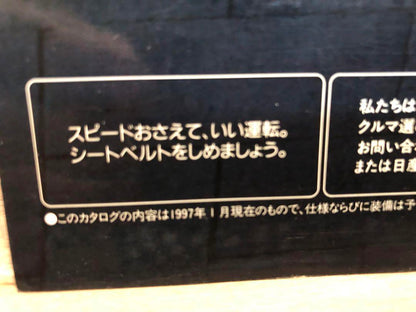 スピードおさえて、いい運転。
シートベルトをしめましょう。
私たちは
クルマ選
お問い合
または日産
●このカタログの内容は1997年1月現在のもので、仕様ならびに装備は予